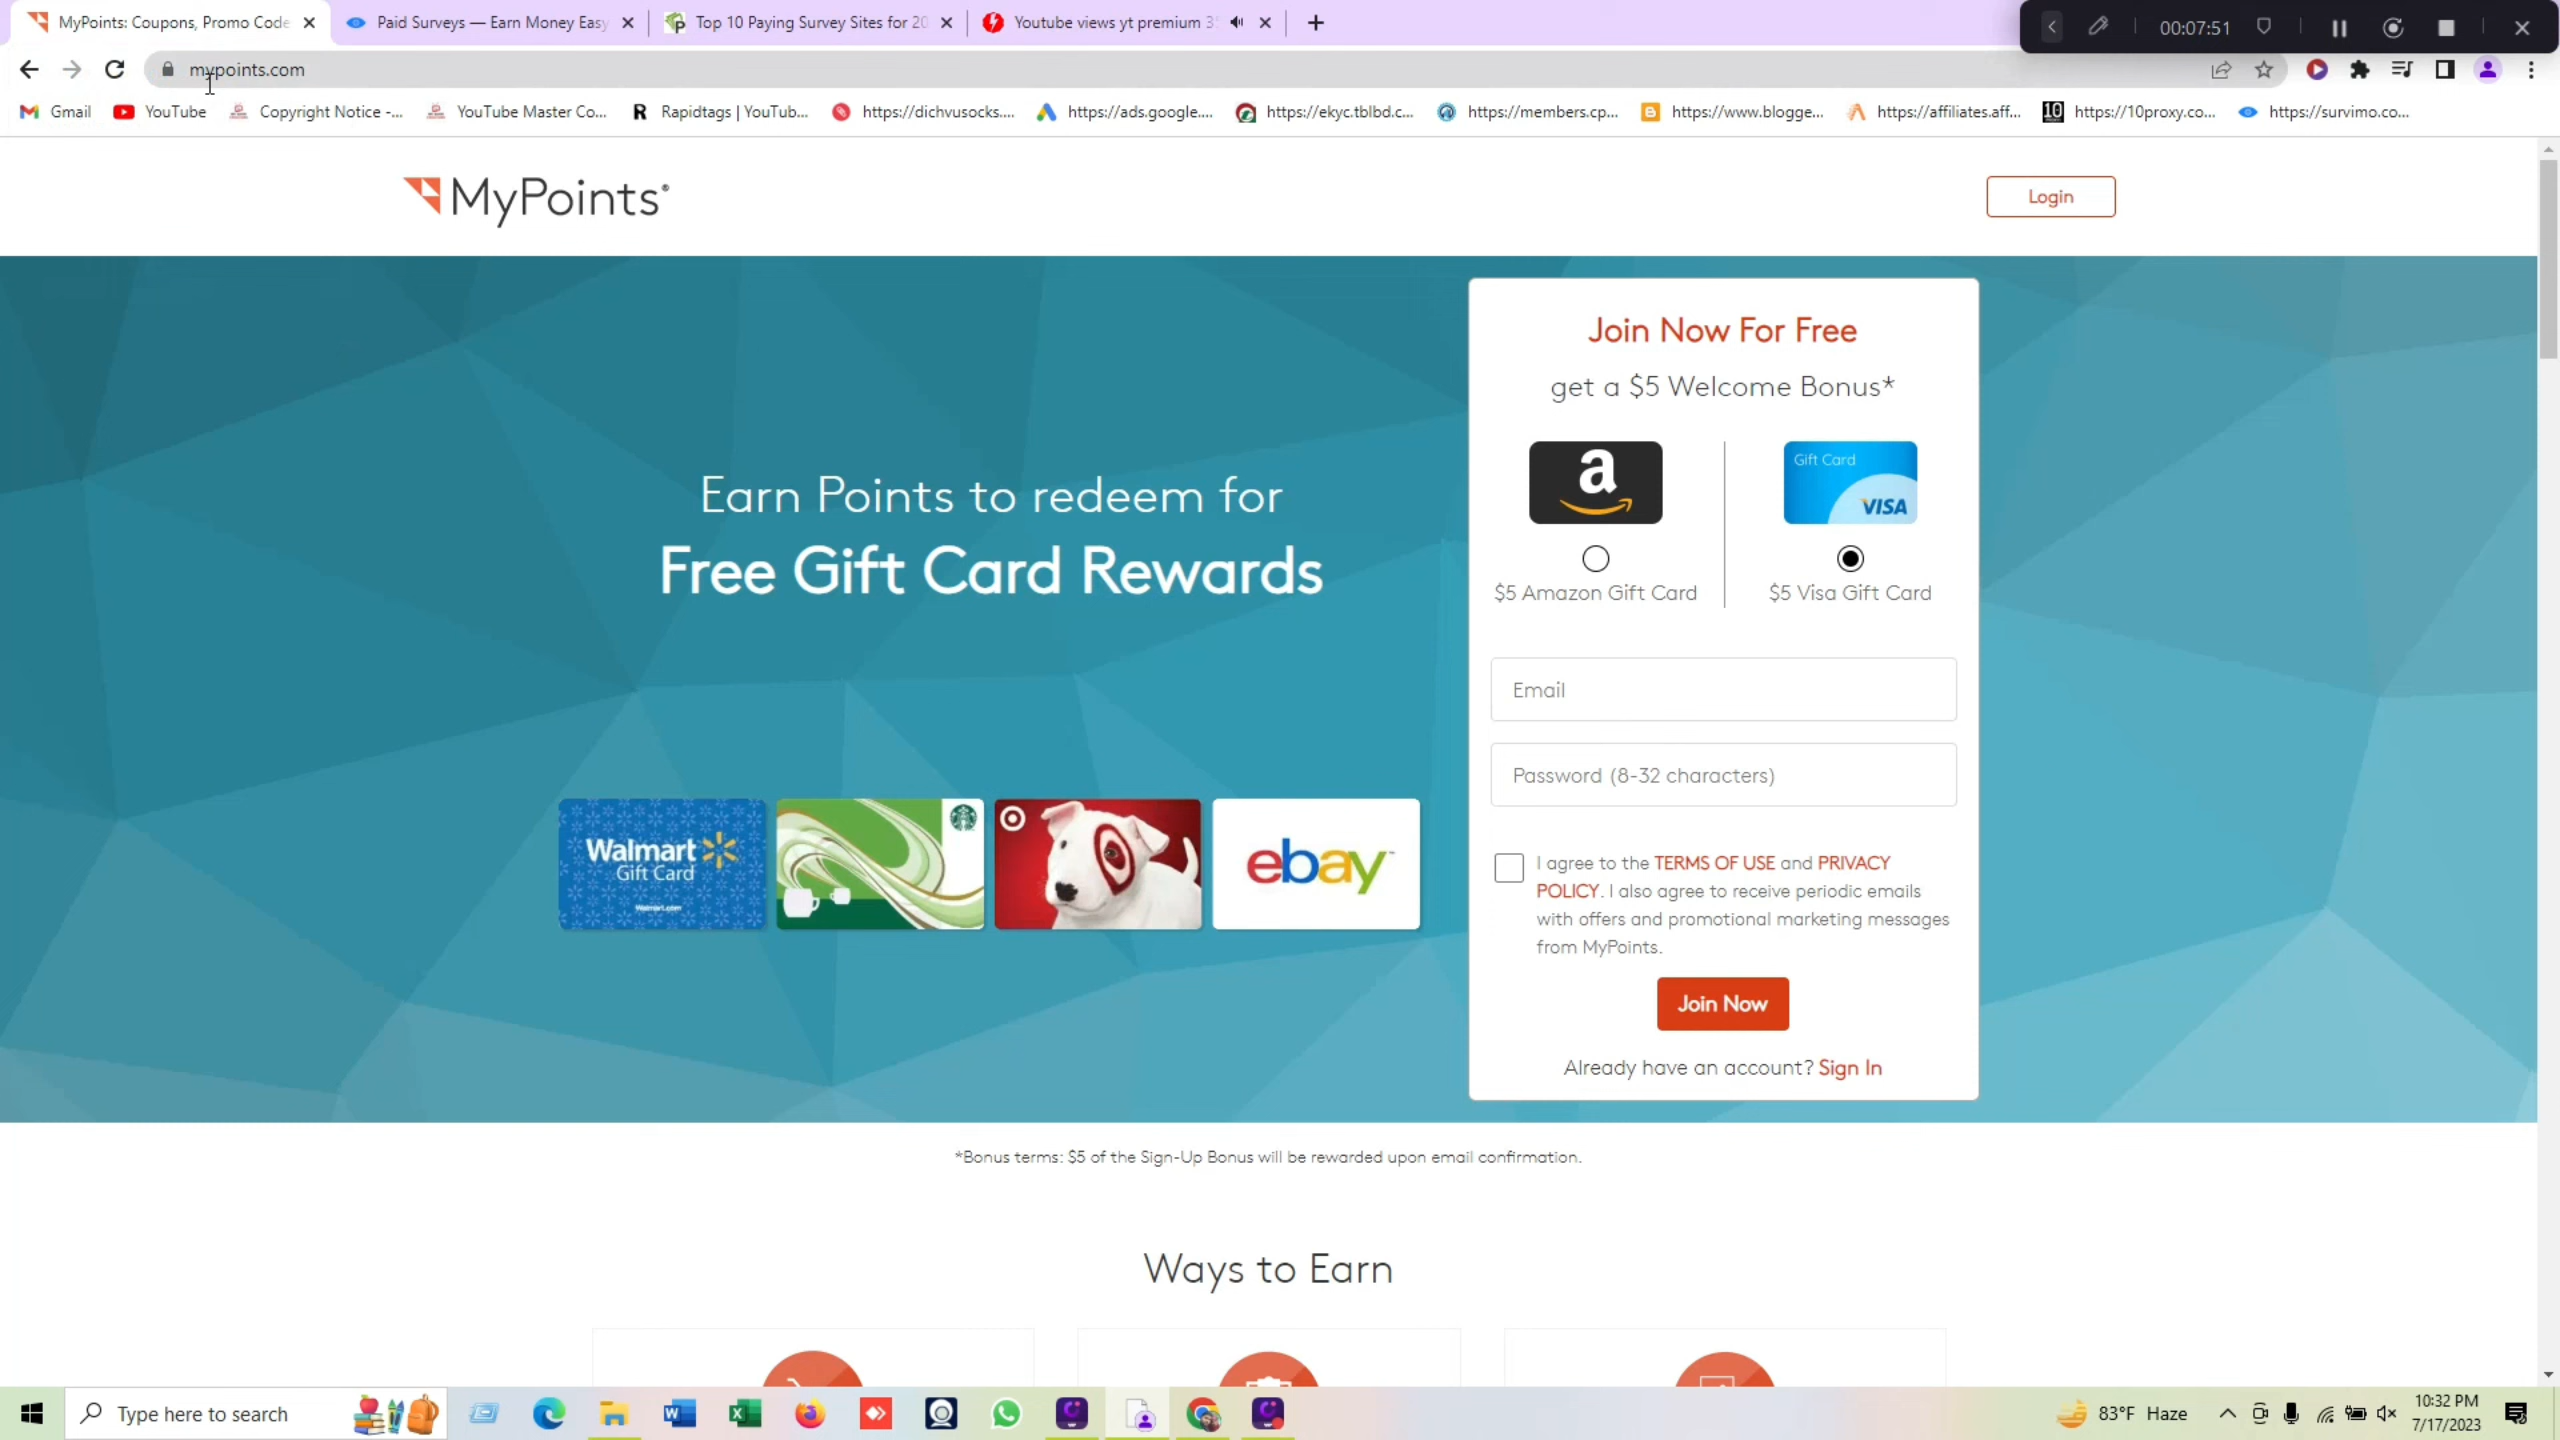 MyPoints: Coupons, Promo Code
Paid Surveys — Earn Money Easy
Top 10 Paying Survey Sites for 20
Youtube views yt premium 3
00:07:51
mypoints.com
Gmail
YouTube
Copyright Notice -...
YouTube Master Co...
R Rapidtags | YouTub...
https://dichvusocks....
https://ads.google....
https://ekyc.tblbd.c...
https://members.cp...
https://www.blogge...
https://affiliates.aff...
10 https://10proxy.co...
https://survimo.co...
MyPoints®
Login
Join Now For Free
get a $5 Welcome Bonus*
a
Gift Card
VISA
$5 Amazon Gift Card
$5 Visa Gift Card
Earn Points to redeem for
Free Gift Card Rewards
Walmart
Gift Card
Walmart.com
ebay™
Email
Password (8-32 characters)
I agree to the TERMS OF USE and PRIVACY
POLICY. I also agree to receive periodic emails
with offers and promotional marketing messages
from MyPoints.
Join Now
Already have an account? Sign In
*Bonus terms: $5 of the Sign-Up Bonus will be rewarded upon email confirmation.
Ways to Earn
Type here to search
83°F Haze
10:32 PM
7/17/2023